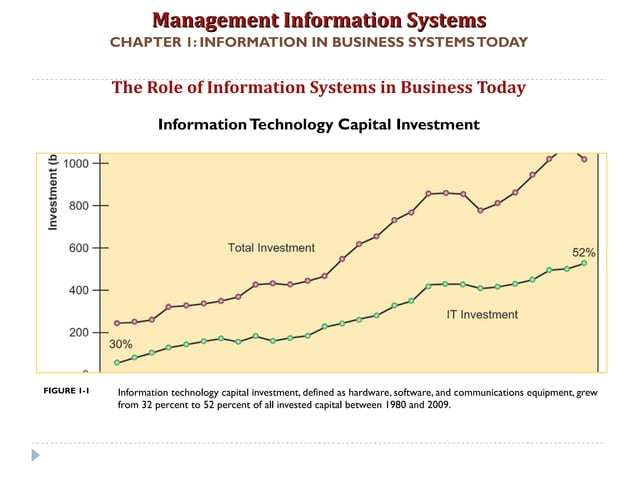 Management Information Systems
CHAPTER 1: INFORMATION IN BUSINESS SYSTEMS TODAY
The Role of Information Systems in Business Today
Information Technology Capital Investment
Investment (b
1000
800
600
400
200
Total Investment
52%
IT Investment
30%
FIGURE 1-1
Information technology capital investment, defined as hardware, software, and communications equipment, grew
from 32 percent to 52 percent of all invested capital between 1980 and 2009.